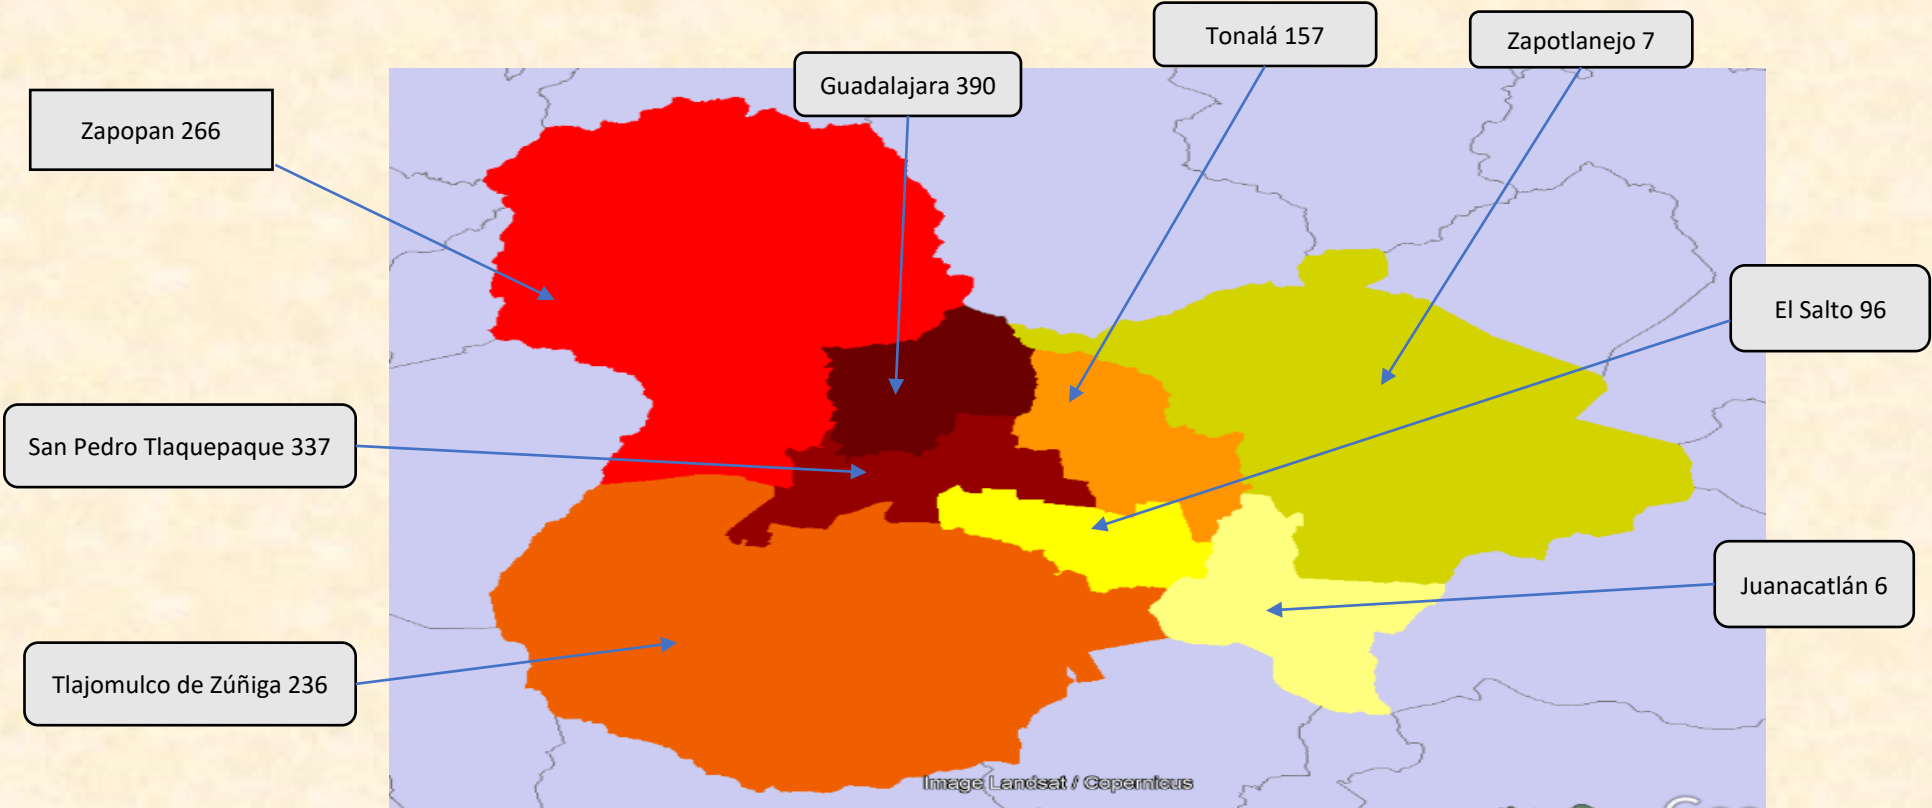 Tonalá 157
Zapotlanejo 7
Guadalajara 390
Zapopan 266
El Salto 96
San Pedro Tlaquepaque 337
Juanacatlán 6
Tlajomulco de Zúñiga 236
Image Landsat / Copernicus